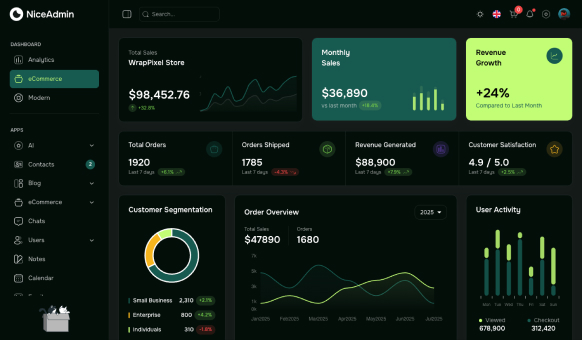 NiceAdmin
Search...
DASHBOARD
Analytics
eCommerce
Modern
APPS
AI
Contacts
2
Blog
eCommerce
Chats
Users
Notes
Calendar
Total Sales
WrapPixel Store
$98,452.76
+32.8%
Monthly
Sales
$36,890
vs last month +18.4%
Revenue
Growth
+24%
Compared to Last Month
Total Orders
1920
Last 7 days +6.1%
Orders Shipped
1785
Last 7 days -4.3%
Revenue Generated
$88,900
Last 7 days +7.9%
Customer Satisfaction
4.9 / 5.0
Last 7 days +2.5%
Customer Segmentation
Small Business 2,310 +2.1%
Enterprise 800 +4.2%
Individuals 310 -1.8%
Order Overview
2025
Total Sales Orders
$47890 1680
Jan2025 Feb2025 Mar2025 Apr2025 May2025 Jun2025 Jul2025
User Activity
Mon Tue Wed Thu Fri Sat Sun
Viewed Checkout
678,900 312,420